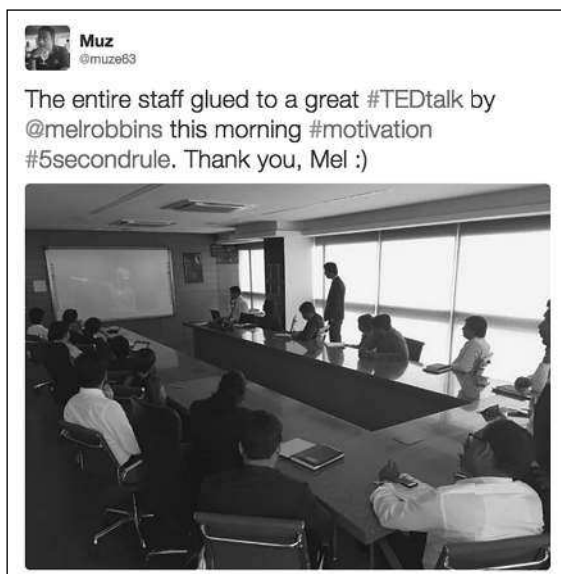 Muz
@muze63
The entire staff glued to a great #TEDtalk by
@melrobbins this morning #motivation
#5secondrule. Thank you, Mel :)